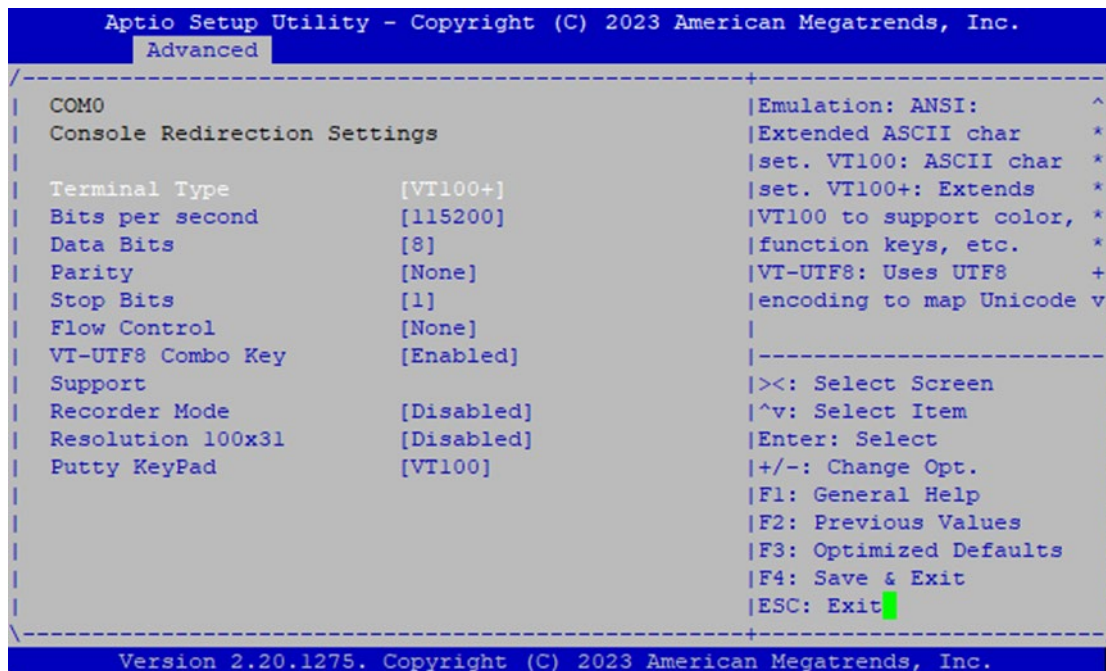 Aptio Setup Utility - Copyright (C) 2023 American Megatrends, Inc.
Advanced
/----------------------------------------------------+-------------------------
| COM0 |Emulation: ANSI: ^
| Console Redirection Settings |Extended ASCII char *
| |set. VT100: ASCII char *
| Terminal Type [VT100+] |set. VT100+: Extends *
| Bits per second [115200] |VT100 to support color, *
| Data Bits [8] |function keys, etc. *
| Parity [None] |VT-UTF8: Uses UTF8 +
| Stop Bits [1] |encoding to map Unicode v
| Flow Control [None] |
| VT-UTF8 Combo Key [Enabled] |-------------------------
| Support |><: Select Screen
| Recorder Mode [Disabled] |^v: Select Item
| Resolution 100x31 [Disabled] |Enter: Select
| Putty KeyPad [VT100] |+/-: Change Opt.
| |F1: General Help
| |F2: Previous Values
| |F3: Optimized Defaults
| |F4: Save & Exit
| |ESC: Exit
\----------------------------------------------------+-------------------------
Version 2.20.1275. Copyright (C) 2023 American Megatrends, Inc.